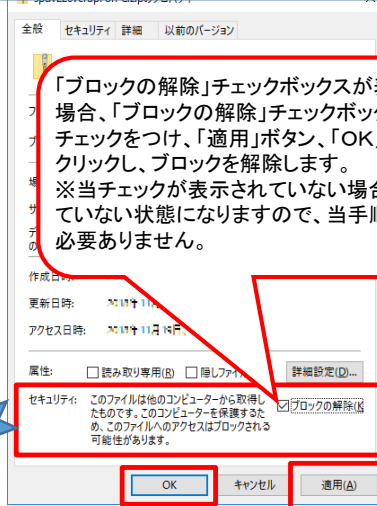 全般 セキュリティ 詳細 以前のバージョン
「ブロックの解除」チェックボックスが
場合、「ブロックの解除」チェックボッ
チェックをつけ、「適用」ボタン、「OK
クリックし、ブロックを解除します。
※当チェックが表示されていない場合
ていない状態になりますので、当手
必要ありません。
作成日時:
更新日時:
アクセス日時:
属性: 読み取り専用(R) 隠しファイ 詳細設定(D)...
セキュリティ: このファイルは他のコンピューターから取得し
たものです。このコンピューターを保護するた
め、このファイルへのアクセスはブロックされる
可能性があります。
ブロックの解除(K
OK キャンセル 適用(A)